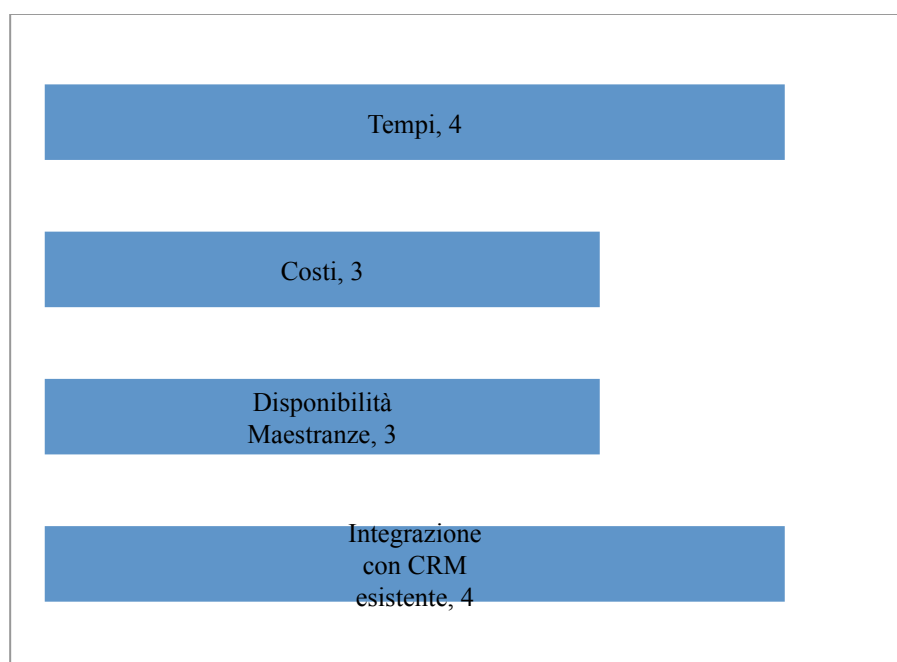 Tempi, 4
Costi, 3
Disponibilità
Maestranze, 3
Integrazione
con CRM
esistente, 4